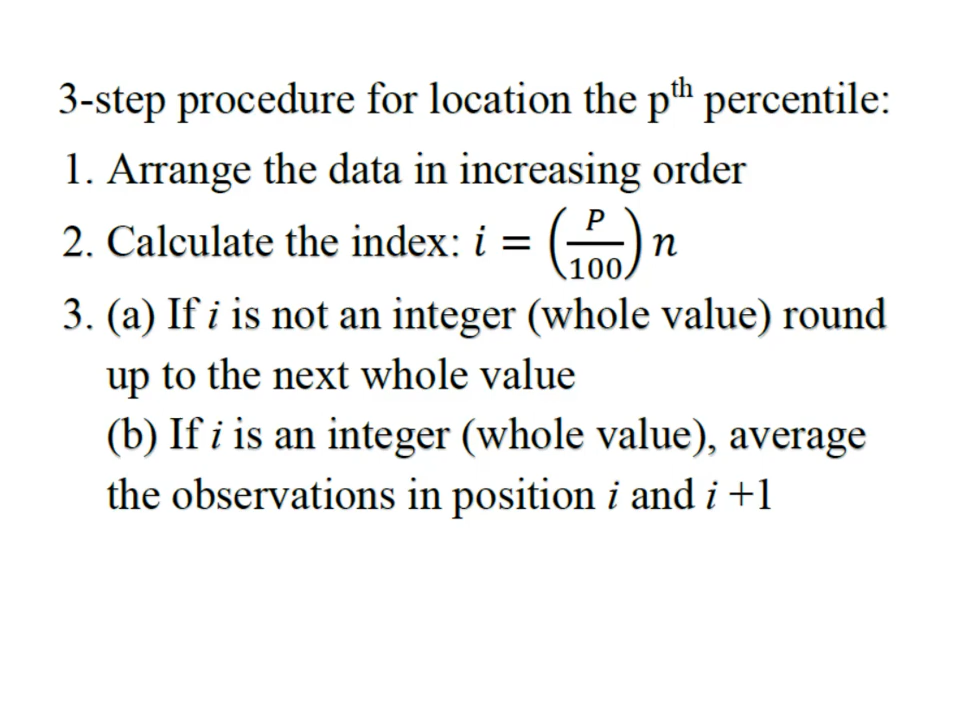 3-step procedure for location the pth percentile:
1. Arrange the data in increasing order
2. Calculate the index: i = (P/100) n
3. (a) If i is not an integer (whole value) round
up to the next whole value
(b) If i is an integer (whole value), average
the observations in position i and i +1